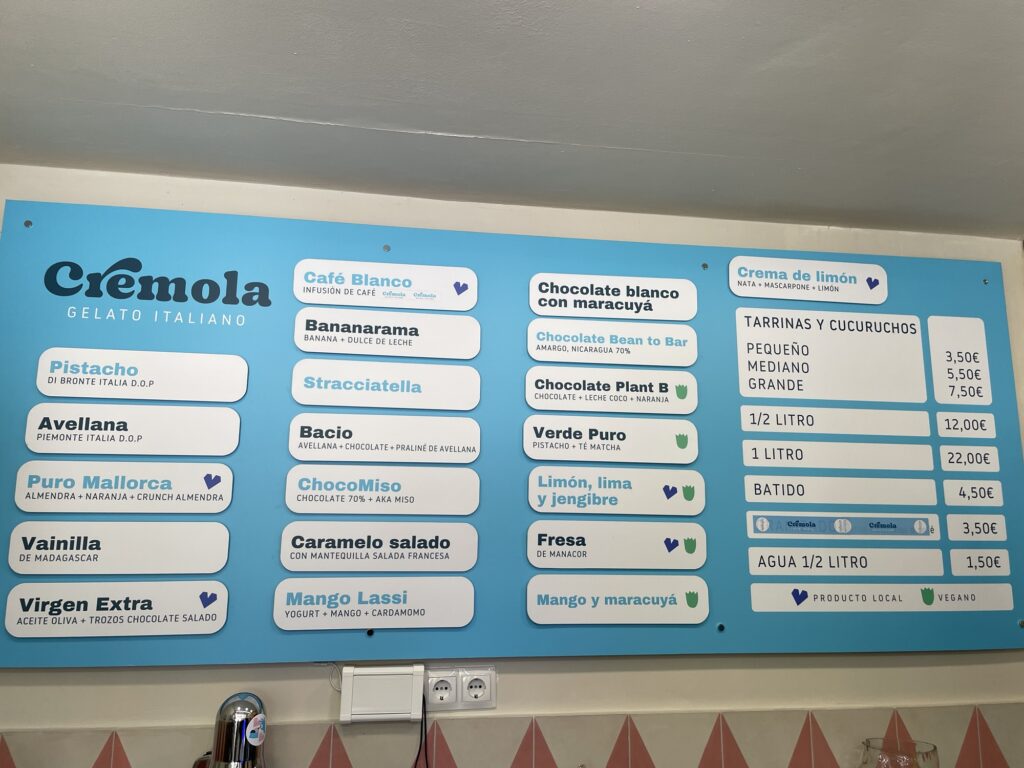 Cremola
GELATO ITALIANO
Pistacho
DI BRONTE ITALIA D.O.P
Avellana
PIEMONTE ITALIA D.O.P
Puro Mallorca
ALMENDRA + NARANJA + CRUNCH ALMENDRA
Vainilla
DE MADAGASCAR
Virgen Extra
ACEITE OLIVA + TROZOS CHOCOLATE SALADO
Café Blanco
INFUSIÓN DE CAFÉ Cremola Cremola
Bananarama
BANANA + DULCE DE LECHE
Stracciatella
Bacio
AVELLANA + CHOCOLATE + PRALINÉ DE AVELLANA
ChocoMiso
CHOCOLATE 70% + AKA MISO
Caramelo salado
CON MANTEQUILLA SALADA FRANCESA
Mango Lassi
YOGURT + MANGO + CARDAMOMO
Chocolate blanco
con maracuyá
Chocolate Bean to Bar
AMARGO, NICARAGUA 70%
Chocolate Plant B
CHOCOLATE + LECHE COCO + NARANJA
Verde Puro
PISTACHO + TÉ MATCHA
Limón, lima
y jengibre
Fresa
DE MANACOR
Mango y maracuyá
Crema de limón
NATA + MASCARPONE + LIMÓN
TARRINAS Y CUCURUCHOS
PEQUEÑO 3,50€
MEDIANO 5,50€
GRANDE 7,50€
1/2 LITRO 12,00€
1 LITRO 22,00€
BATIDO 4,50€
Cremola Cremola 3,50€
AGUA 1/2 LITRO 1,50€
PRODUCTO LOCAL VEGANO